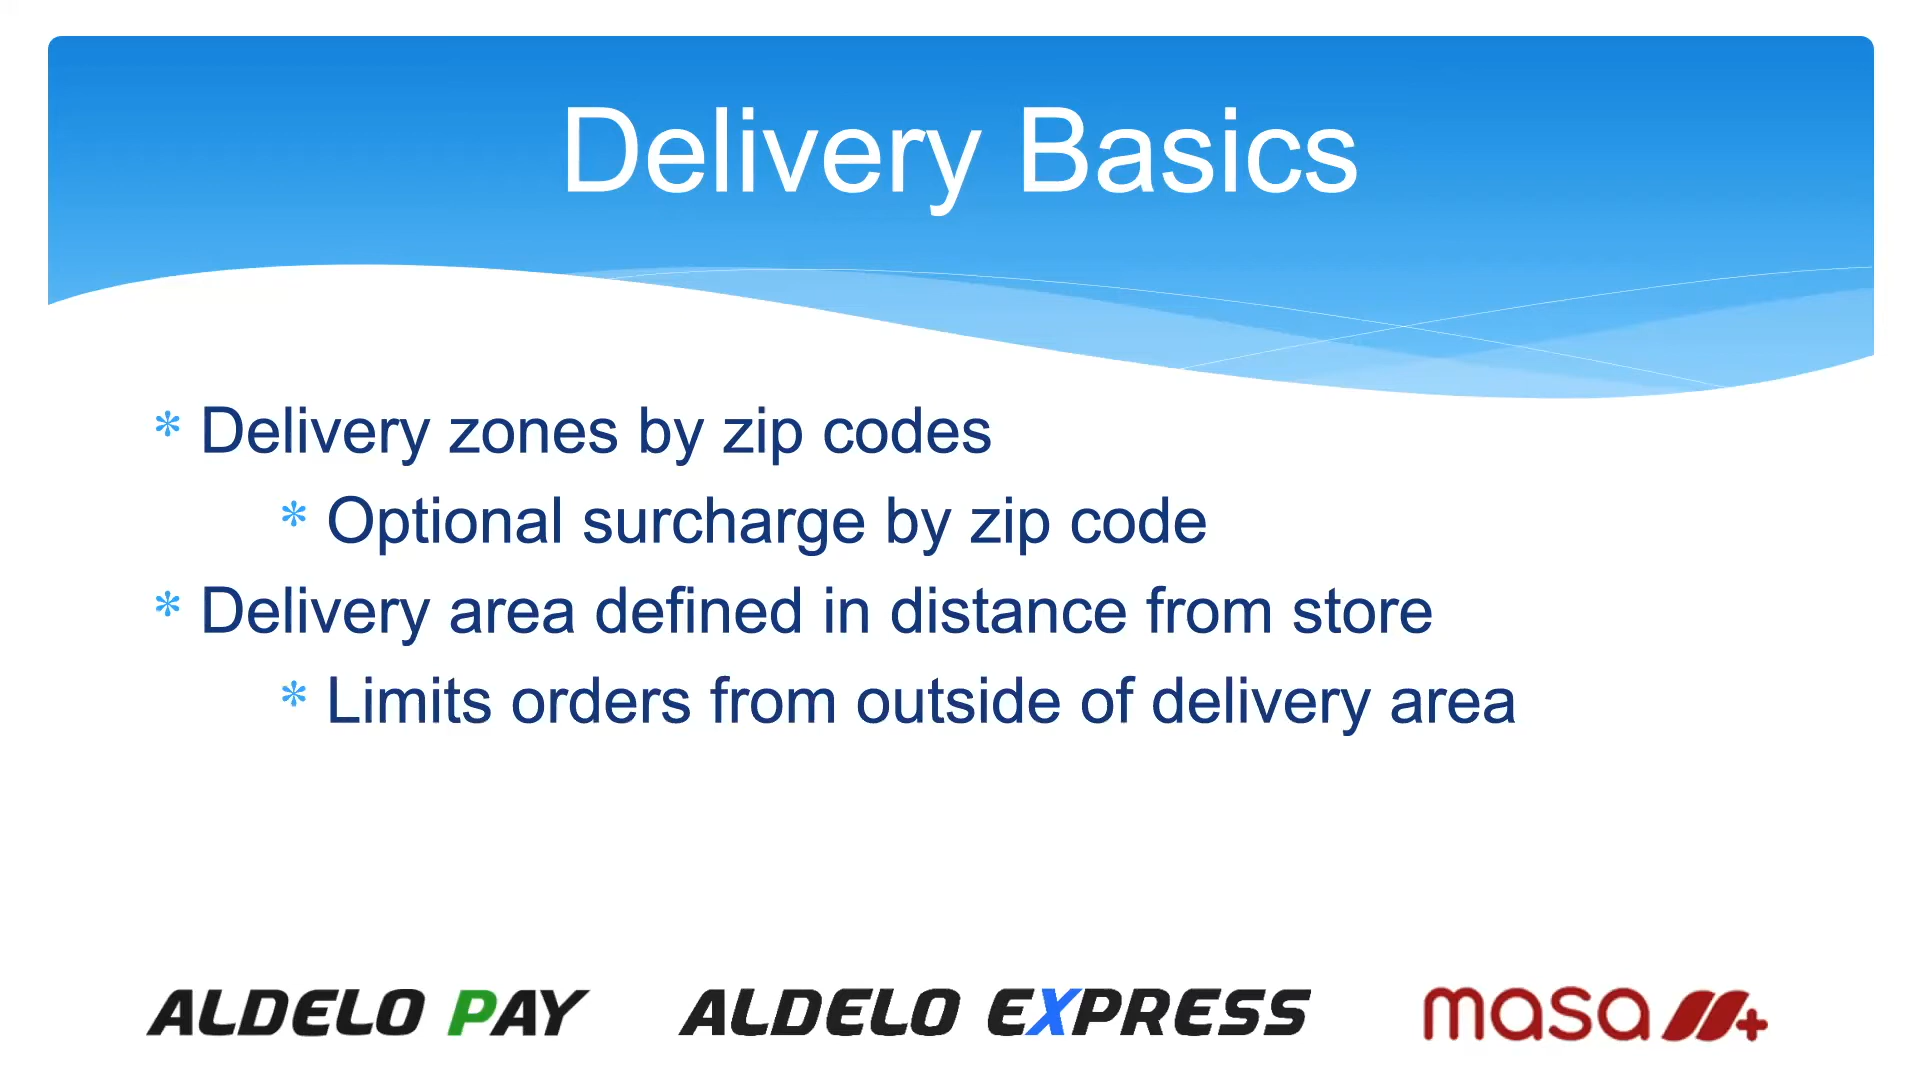 Delivery Basics
* Delivery zones by zip codes
* Optional surcharge by zip code
* Delivery area defined in distance from store
* Limits orders from outside of delivery area
ALDELO PAY ALDELO EXPRESS masa+